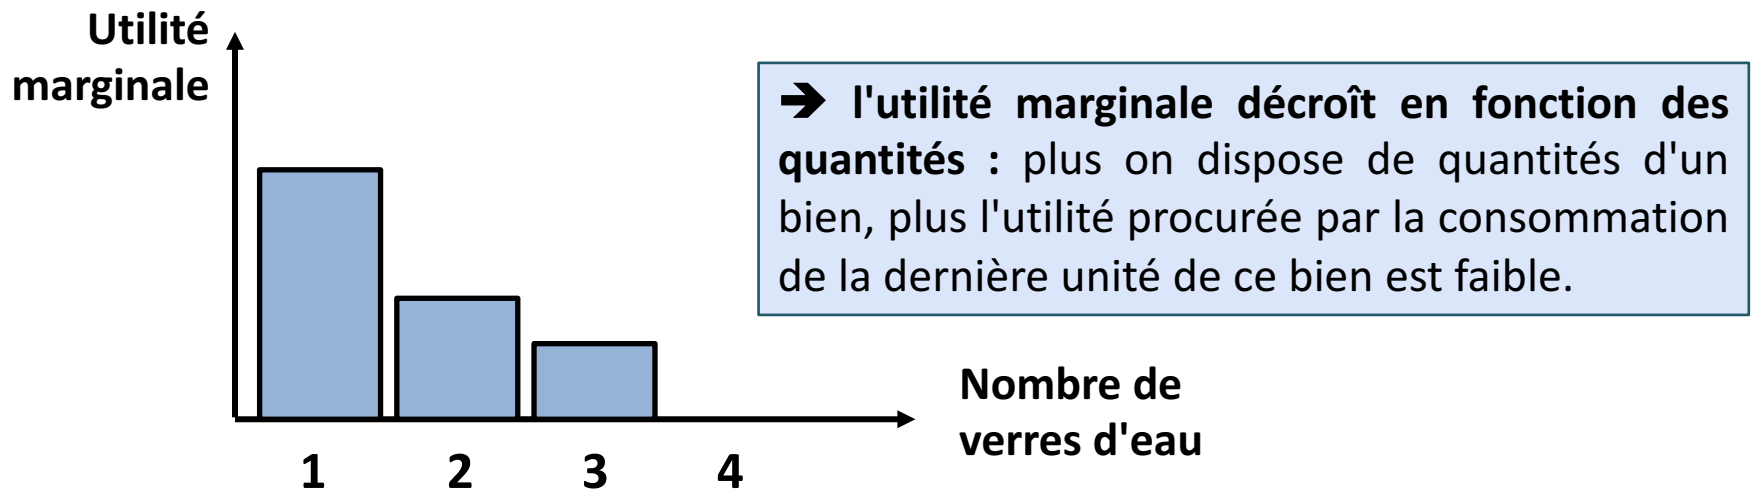 Utilité
marginale
➔ l'utilité marginale décroît en fonction des
quantités : plus on dispose de quantités d'un
bien, plus l'utilité procurée par la consommation
de la dernière unité de ce bien est faible.
Nombre de
verres d'eau
1 2 3 4